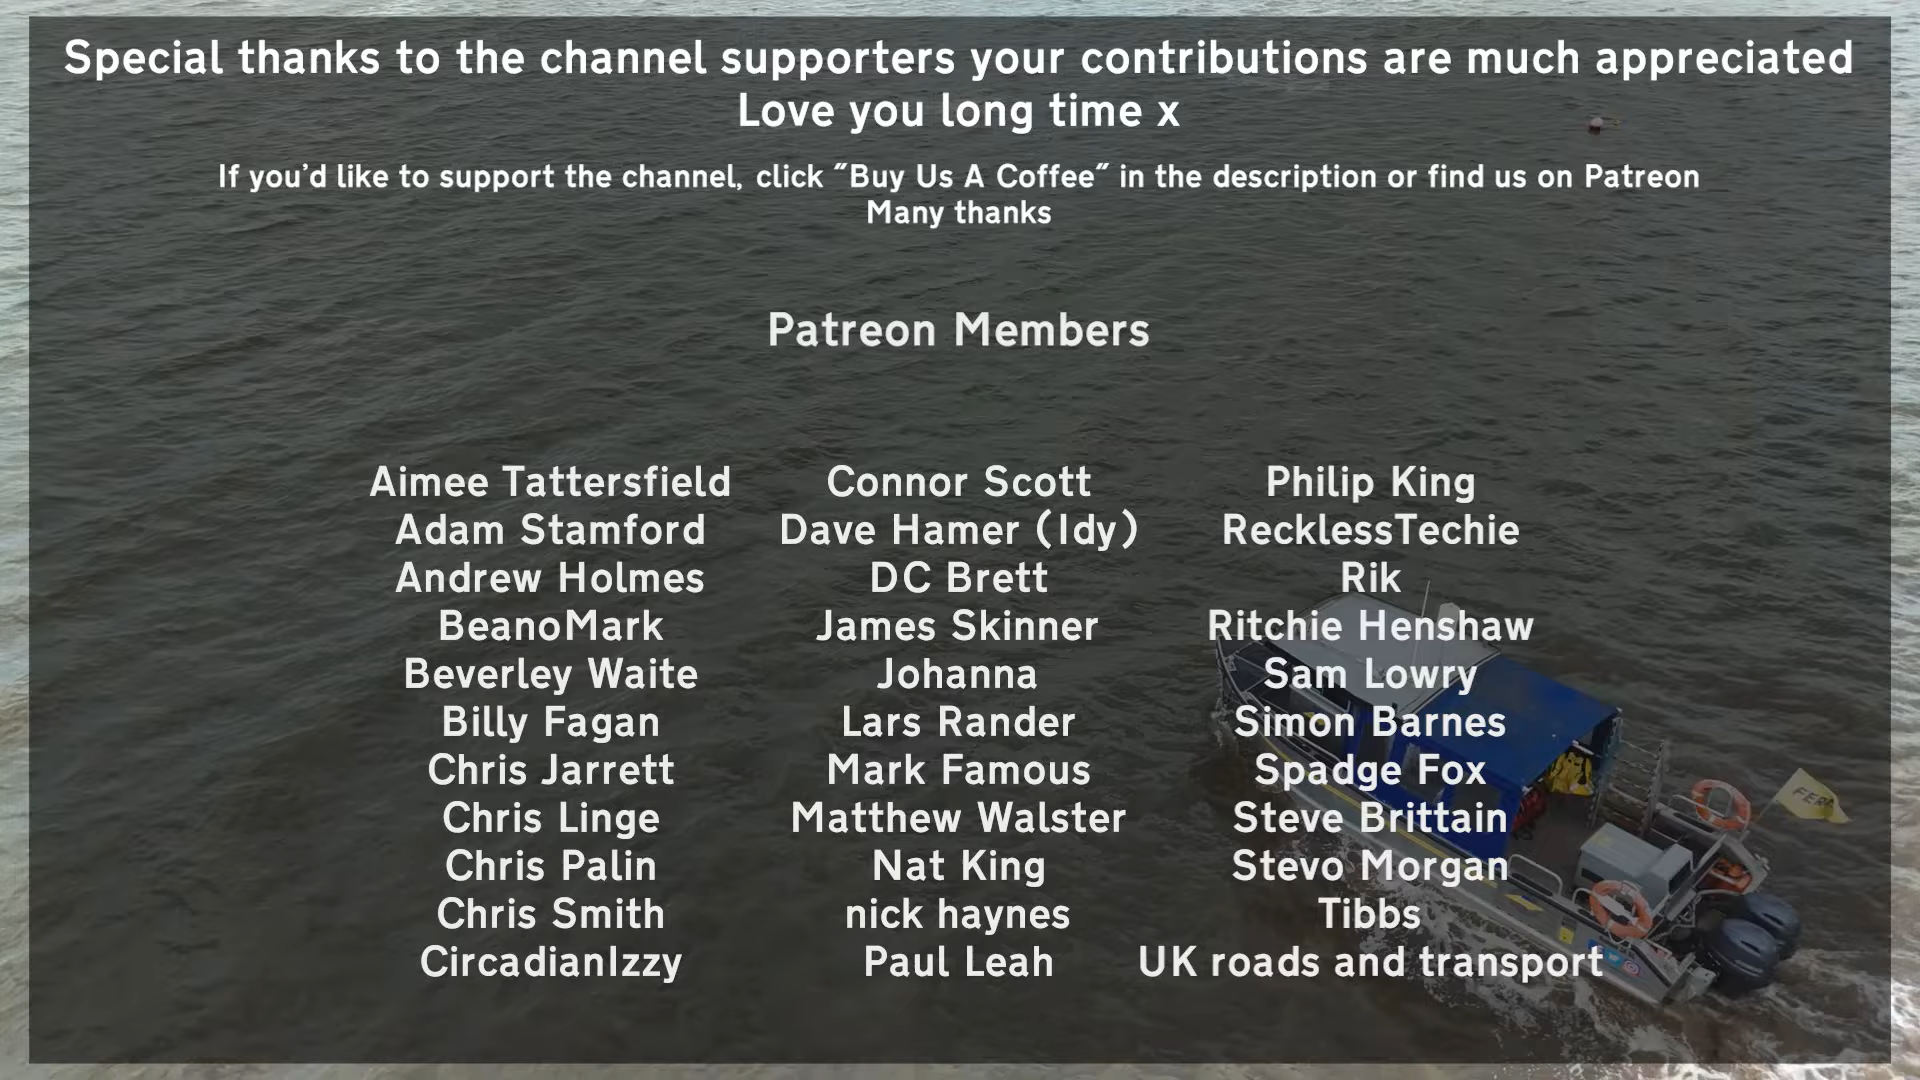 Special thanks to the channel supporters your contributions are much appreciated
Love you long time x
If you'd like to support the channel, click "Buy Us A Coffee" in the description or find us on Patreon
Many thanks
Patreon Members
Aimee Tattersfield
Adam Stamford
Andrew Holmes
BeanoMark
Beverley Waite
Billy Fagan
Chris Jarrett
Chris Linge
Chris Palin
Chris Smith
CircadianIzzy
Connor Scott
Dave Hamer (Idy)
DC Brett
James Skinner
Johanna
Lars Rander
Mark Famous
Matthew Walster
Nat King
nick haynes
Paul Leah
Philip King
RecklessTechie
Rik
Ritchie Henshaw
Sam Lowry
Simon Barnes
Spadge Fox
Steve Brittain
Stevo Morgan
Tibbs
UK roads and transport